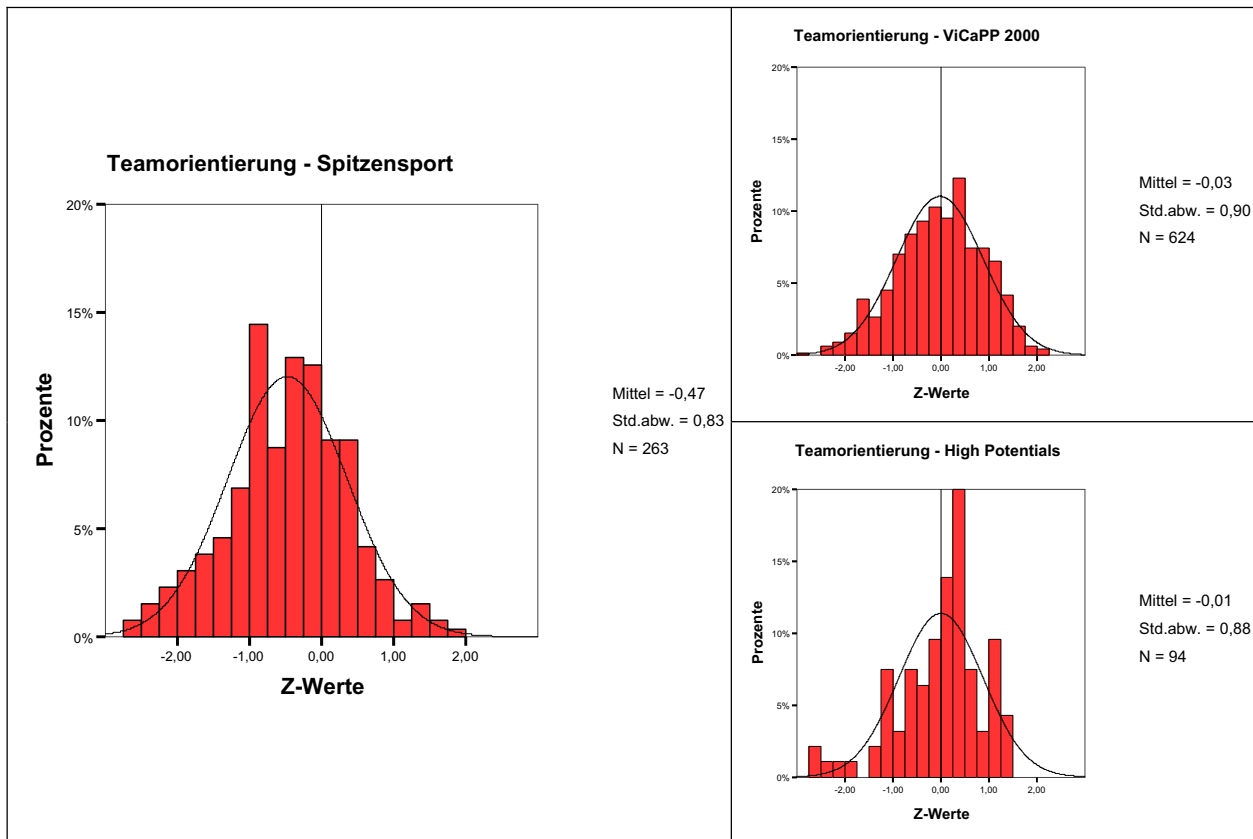 Teamorientierung - Spitzensport
20%
15%
10%
5%
0%
Prozente
-2,00 -1,00 0,00 1,00 2,00
Z-Werte
Mittel = -0,47
Std.abw. = 0,83
N = 263
Teamorientierung - ViCaPP 2000
20%
15%
10%
5%
0%
Prozente
-2,00 -1,00 0,00 1,00 2,00
Z-Werte
Mittel = -0,03
Std.abw. = 0,90
N = 624
Teamorientierung - High Potentials
20%
15%
10%
5%
0%
Prozente
-2,00 -1,00 0,00 1,00 2,00
Z-Werte
Mittel = -0,01
Std.abw. = 0,88
N = 94